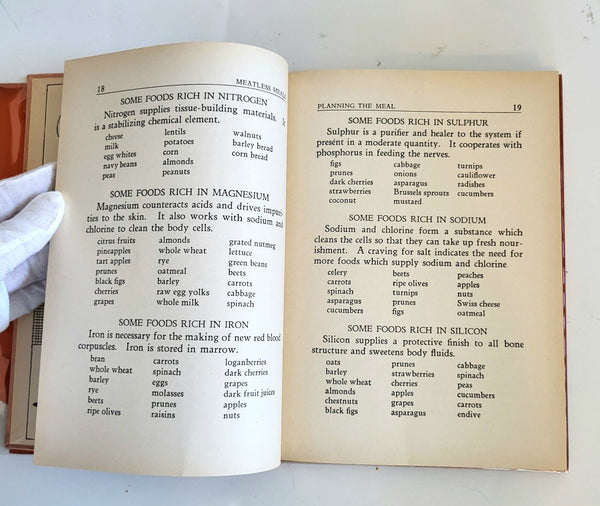 18 MEATLESS MEALS
SOME FOODS RICH IN NITROGEN
Nitrogen supplies tissue-building materials. It
is a stabilizing chemical element.
cheese lentils walnuts
milk potatoes barley bread
egg whites corn corn bread
navy beans almonds
peas peanuts
SOME FOODS RICH IN MAGNESIUM
Magnesium counteracts acids and drives impuri-
ties to the skin. It also works with sodium and
chlorine to clean the body cells.
citrus fruits almonds grated nutmeg
pineapples whole wheat lettuce
tart apples rye green beans
prunes oatmeal beets
black figs barley carrots
cherries raw egg yolks cabbage
grapes whole milk spinach
SOME FOODS RICH IN IRON
Iron is necessary for the making of new red blood
corpuscles. Iron is stored in marrow.
bran carrots loganberries
whole wheat spinach dark cherries
barley eggs grapes
rye molasses dark fruit juices
beets prunes apples
ripe olives raisins nuts
PLANNING THE MEAL 19
SOME FOODS RICH IN SULPHUR
Sulphur is a purifier and healer to the system if
present in a moderate quantity. It cooperates with
phosphorus in feeding the nerves.
figs cabbage turnips
prunes onions cauliflower
dark cherries asparagus radishes
strawberries Brussels sprouts cucumbers
coconut mustard
SOME FOODS RICH IN SODIUM
Sodium and chlorine form a substance which
cleans the cells so that they can take up fresh nour-
ishment. A craving for salt indicates the need for
more foods which supply sodium and chlorine.
celery beets peaches
carrots ripe olives apples
spinach turnips nuts
asparagus prunes Swiss cheese
cucumbers figs oatmeal
SOME FOODS RICH IN SILICON
Silicon supplies a protective finish to all bone
structure and sweetens body fluids.
oats prunes cabbage
barley strawberries spinach
whole wheat cherries peas
almonds apples cucumbers
chestnuts grapes carrots
black figs asparagus endive